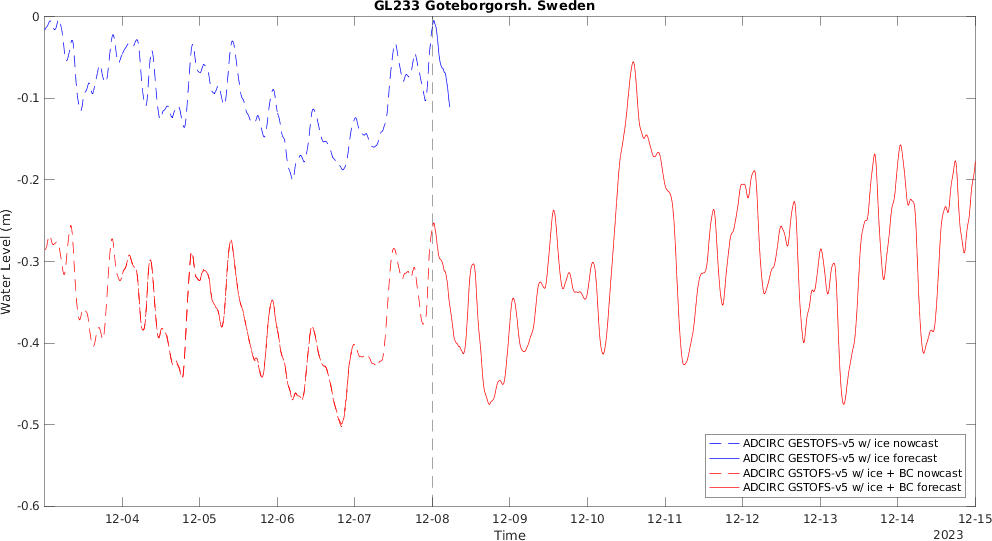 GL233 Goteborgorsh. Sweden
0
-0.1
-0.2
-0.3
-0.4
-0.5
-0.6
Water Level (m)
ADCIRC GESTOFS-v5 w/ ice nowcast
ADCIRC GESTOFS-v5 w/ ice forecast
ADCIRC GSTOFS-v5 w/ ice + BC nowcast
ADCIRC GSTOFS-v5 w/ ice + BC forecast
12-04 12-05 12-06 12-07 12-08 12-09 12-10 12-11 12-12 12-13 12-14 12-15
Time
2023